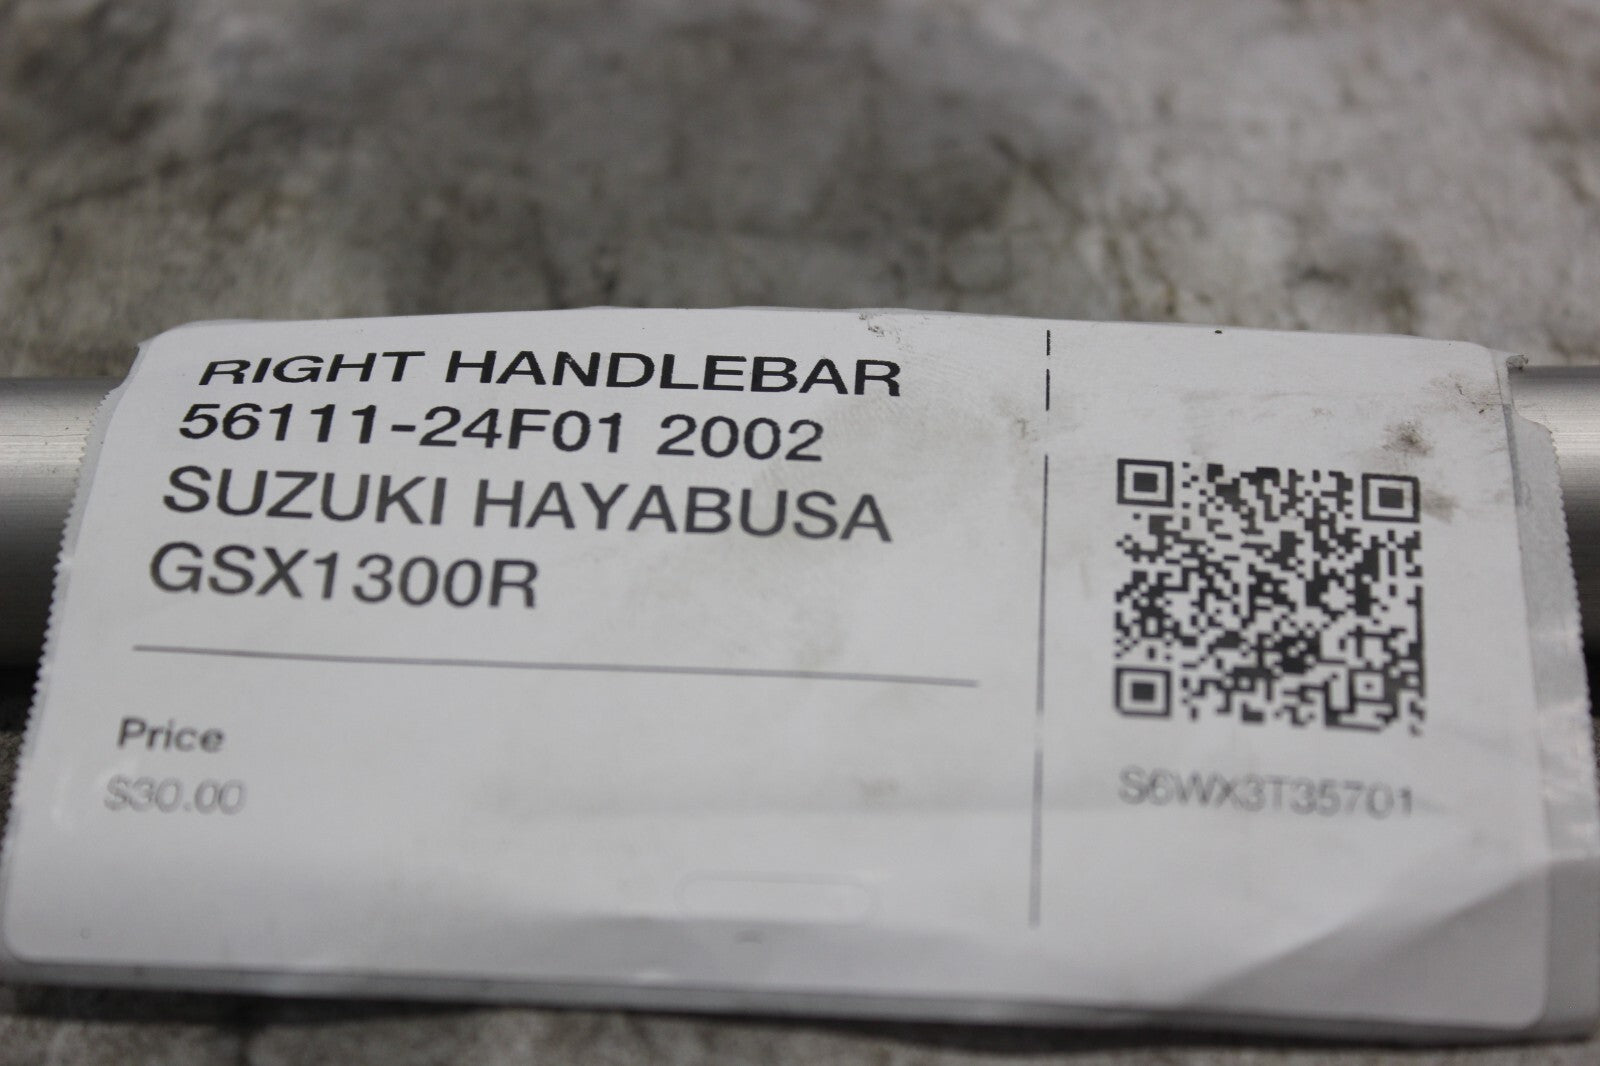 RIGHT HANDLEBAR
56111-24F01 2002
SUZUKI HAYABUSA
GSX1300R
Price
$30.00
S6WX3T35701